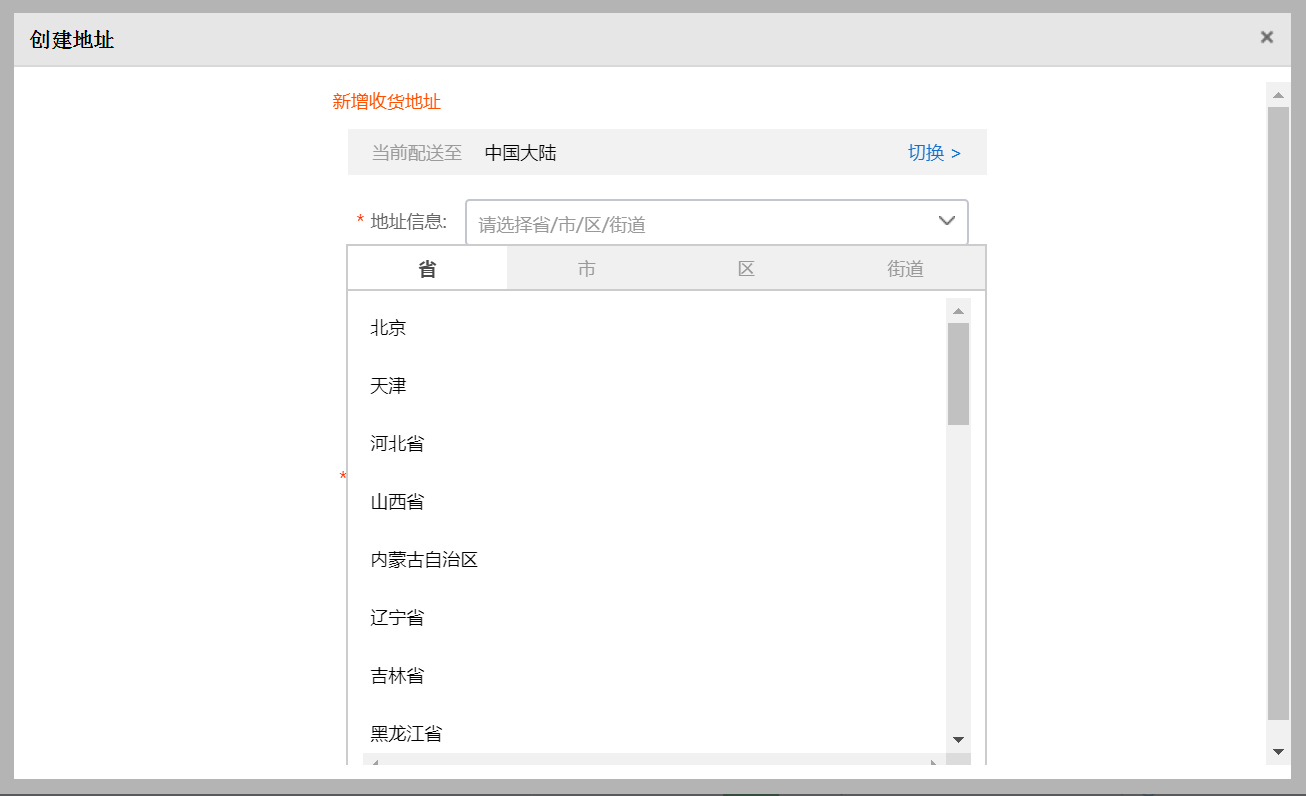 创建地址
新增收货地址
当前配送至 中国大陆 切换 >
* 地址信息: 请选择省/市/区/街道
省 市 区 街道
北京
天津
河北省
*
山西省
内蒙古自治区
辽宁省
吉林省
黑龙江省